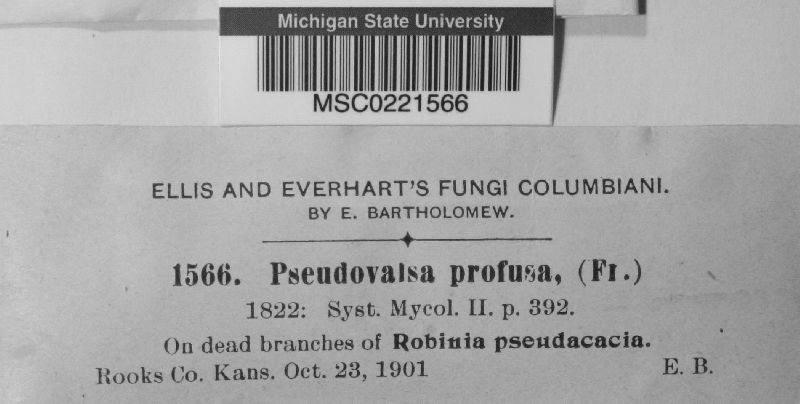 Michigan State University
MSC0221566
ELLIS AND EVERHART'S FUNGI COLUMBIANI.
BY E. BARTHOLOMEW.
1566. Pseudovalsa profusa, (Fr.)
1822: Syst. Mycol. II. p. 392.
On dead branches of Robinia pseudacacia.
Rooks Co. Kans. Oct. 23, 1901 E. B.